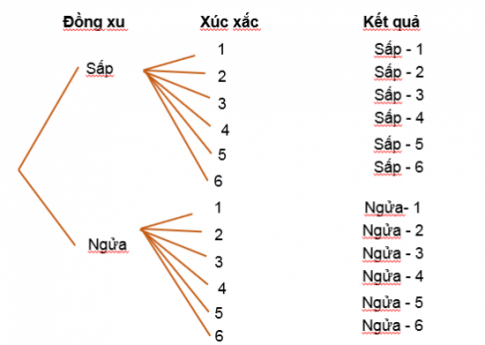 Đồng xu Xúc xắc Kết quả
1 Sấp - 1
Sấp 2 Sấp - 2
3 Sấp - 3
4 Sấp - 4
5 Sấp - 5
6 Sấp - 6
1 Ngửa- 1
Ngửa 2 Ngửa - 2
3 Ngửa - 3
4 Ngửa - 4
5 Ngửa - 5
6 Ngửa - 6